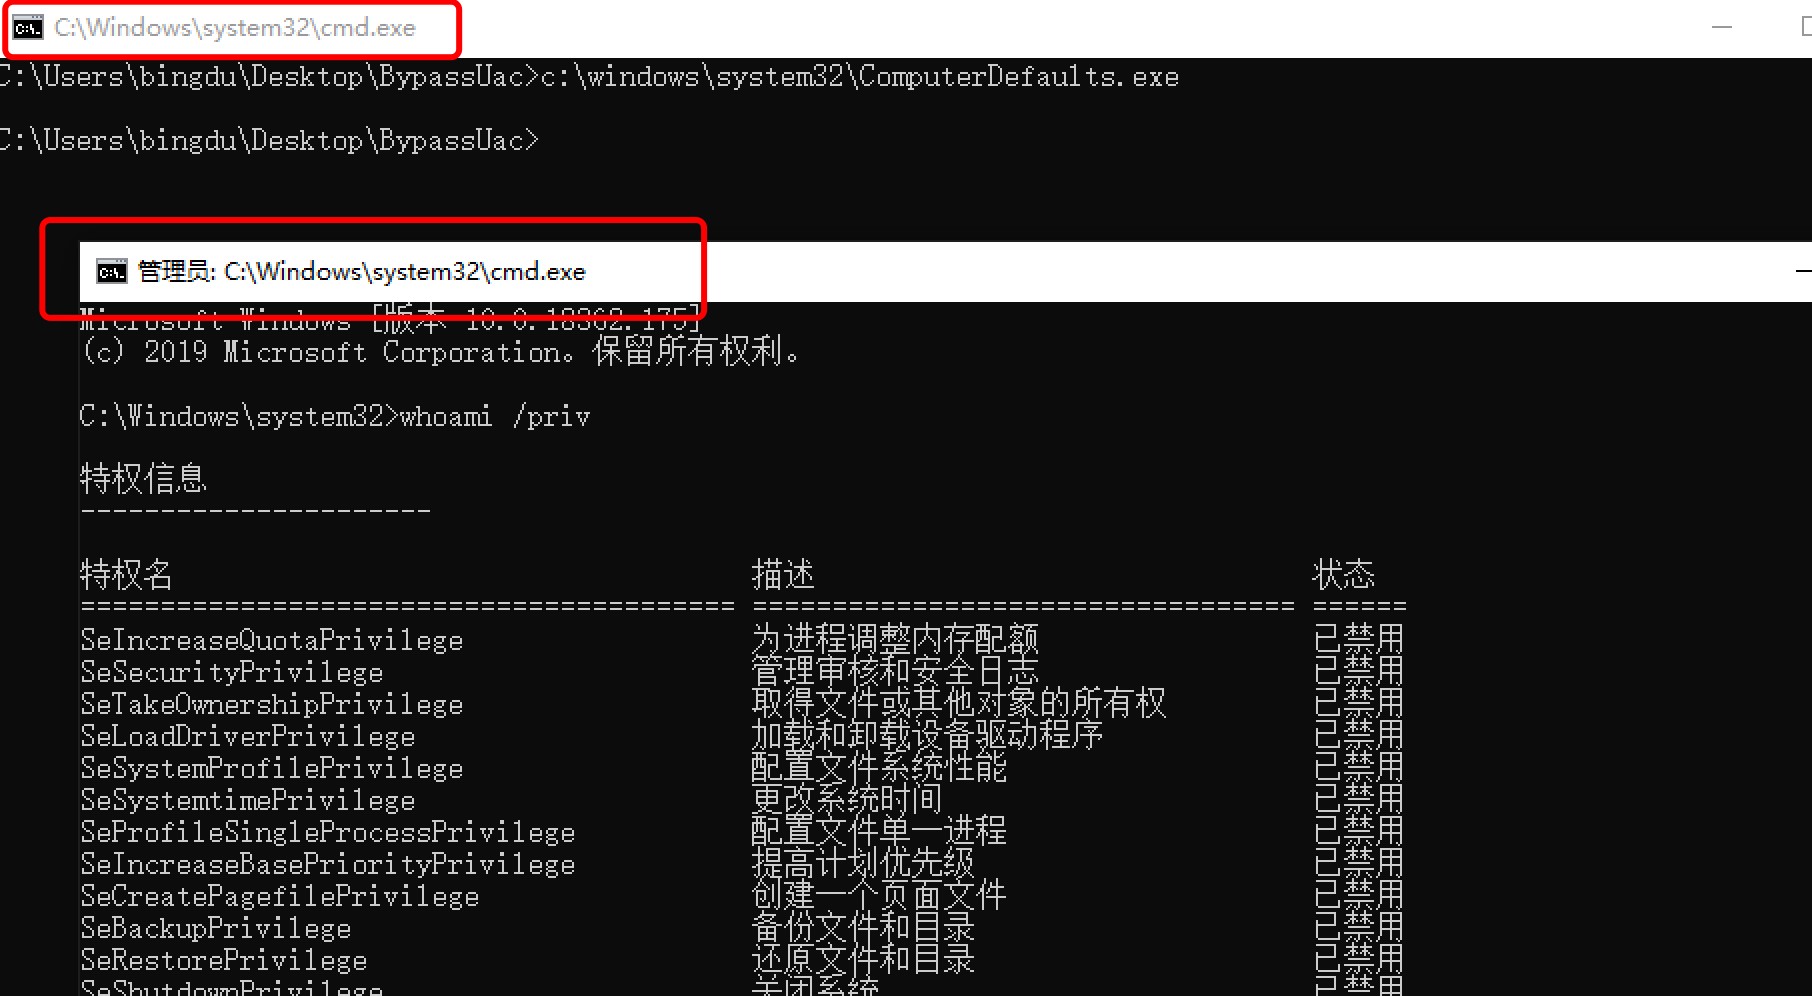 C:\Windows\system32\cmd.exe
C:\Users\bingdu\Desktop\BypassUac>c:\windows\system32\ComputerDefaults.exe
C:\Users\bingdu\Desktop\BypassUac>
管理员: C:\Windows\system32\cmd.exe
Microsoft Windows [版本 10.0.18362.175]
(c) 2019 Microsoft Corporation。保留所有权利。
C:\Windows\system32>whoami /priv
特权信息
----------------------
特权名 描述 状态
========================================= ================================== ======
SeIncreaseQuotaPrivilege 为进程调整内存配额 已禁用
SeSecurityPrivilege 管理审核和安全日志 已禁用
SeTakeOwnershipPrivilege 取得文件或其他对象的所有权 已禁用
SeLoadDriverPrivilege 加载和卸载设备驱动程序 已禁用
SeSystemProfilePrivilege 配置文件系统性能 已禁用
SeSystemtimePrivilege 更改系统时间 已禁用
SeProfileSingleProcessPrivilege 配置文件单一进程 已禁用
SeIncreaseBasePriorityPrivilege 提高计划优先级 已禁用
SeCreatePagefilePrivilege 创建一个页面文件 已禁用
SeBackupPrivilege 备份文件和目录 已禁用
SeRestorePrivilege 还原文件和目录 已禁用
SeShutdownPrivilege 关闭系统 已禁用